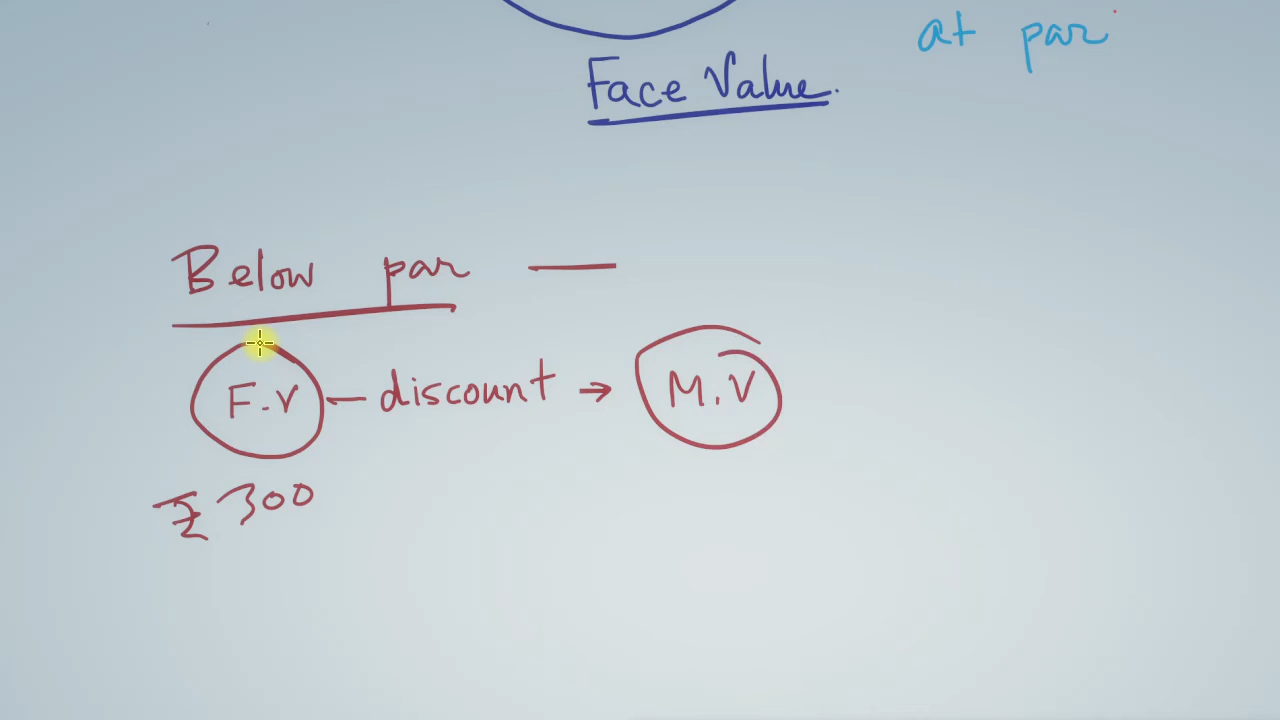 at par
Face Value.
Below par —
F.V — discount → M.V
₹ 300